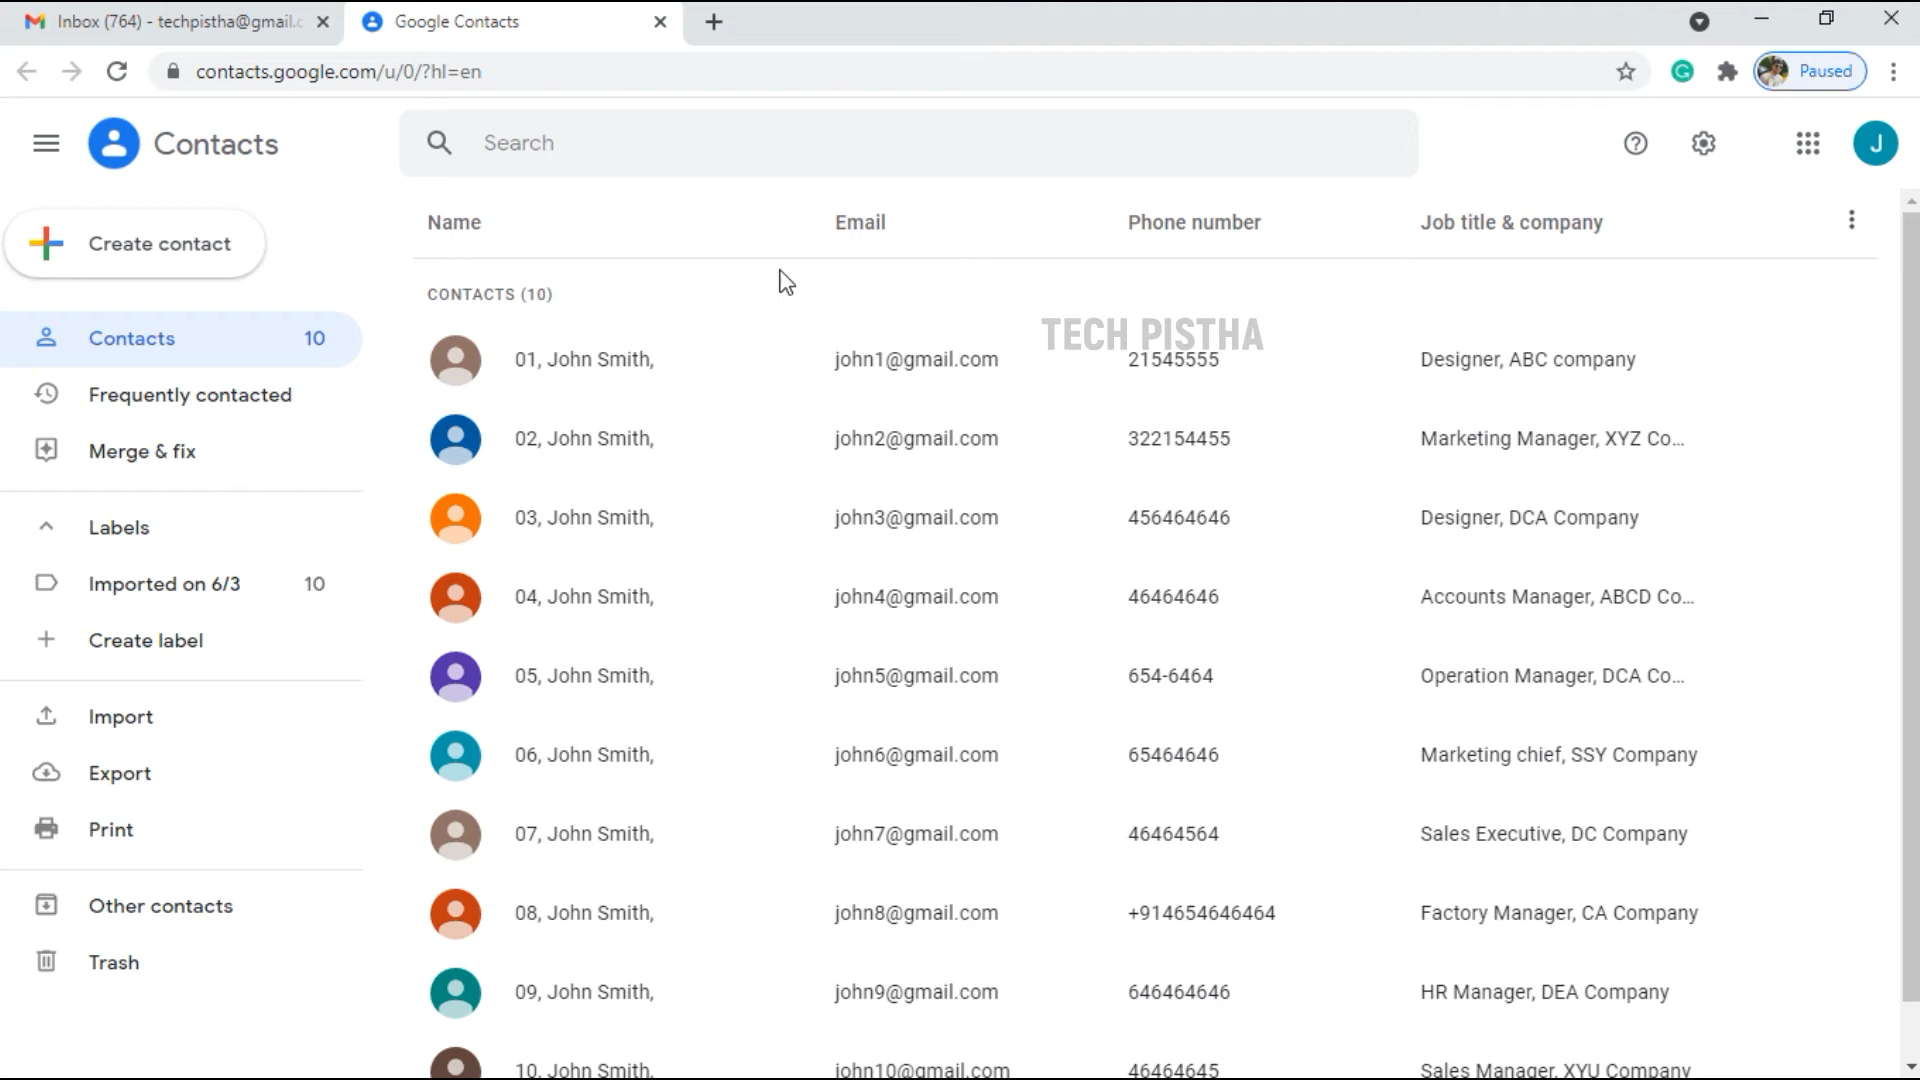 Inbox (764) - techpistha@gmail.c
Google Contacts
contacts.google.com/u/0/?hl=en
Paused
Contacts
Search
J
Create contact
Name Email Phone number Job title & company
CONTACTS (10)
TECH PISTHA
Contacts 10
Frequently contacted
Merge & fix
Labels
Imported on 6/3 10
Create label
Import
Export
Print
Other contacts
Trash
01, John Smith, john1@gmail.com 21545555 Designer, ABC company
02, John Smith, john2@gmail.com 322154455 Marketing Manager, XYZ Co...
03, John Smith, john3@gmail.com 456464646 Designer, DCA Company
04, John Smith, john4@gmail.com 46464646 Accounts Manager, ABCD Co...
05, John Smith, john5@gmail.com 654-6464 Operation Manager, DCA Co...
06, John Smith, john6@gmail.com 65464646 Marketing chief, SSY Company
07, John Smith, john7@gmail.com 46464564 Sales Executive, DC Company
08, John Smith, john8@gmail.com +914654646464 Factory Manager, CA Company
09, John Smith, john9@gmail.com 646464646 HR Manager, DEA Company
10, John Smith, john10@gmail.com 46464645 Sales Manager, XYU Company